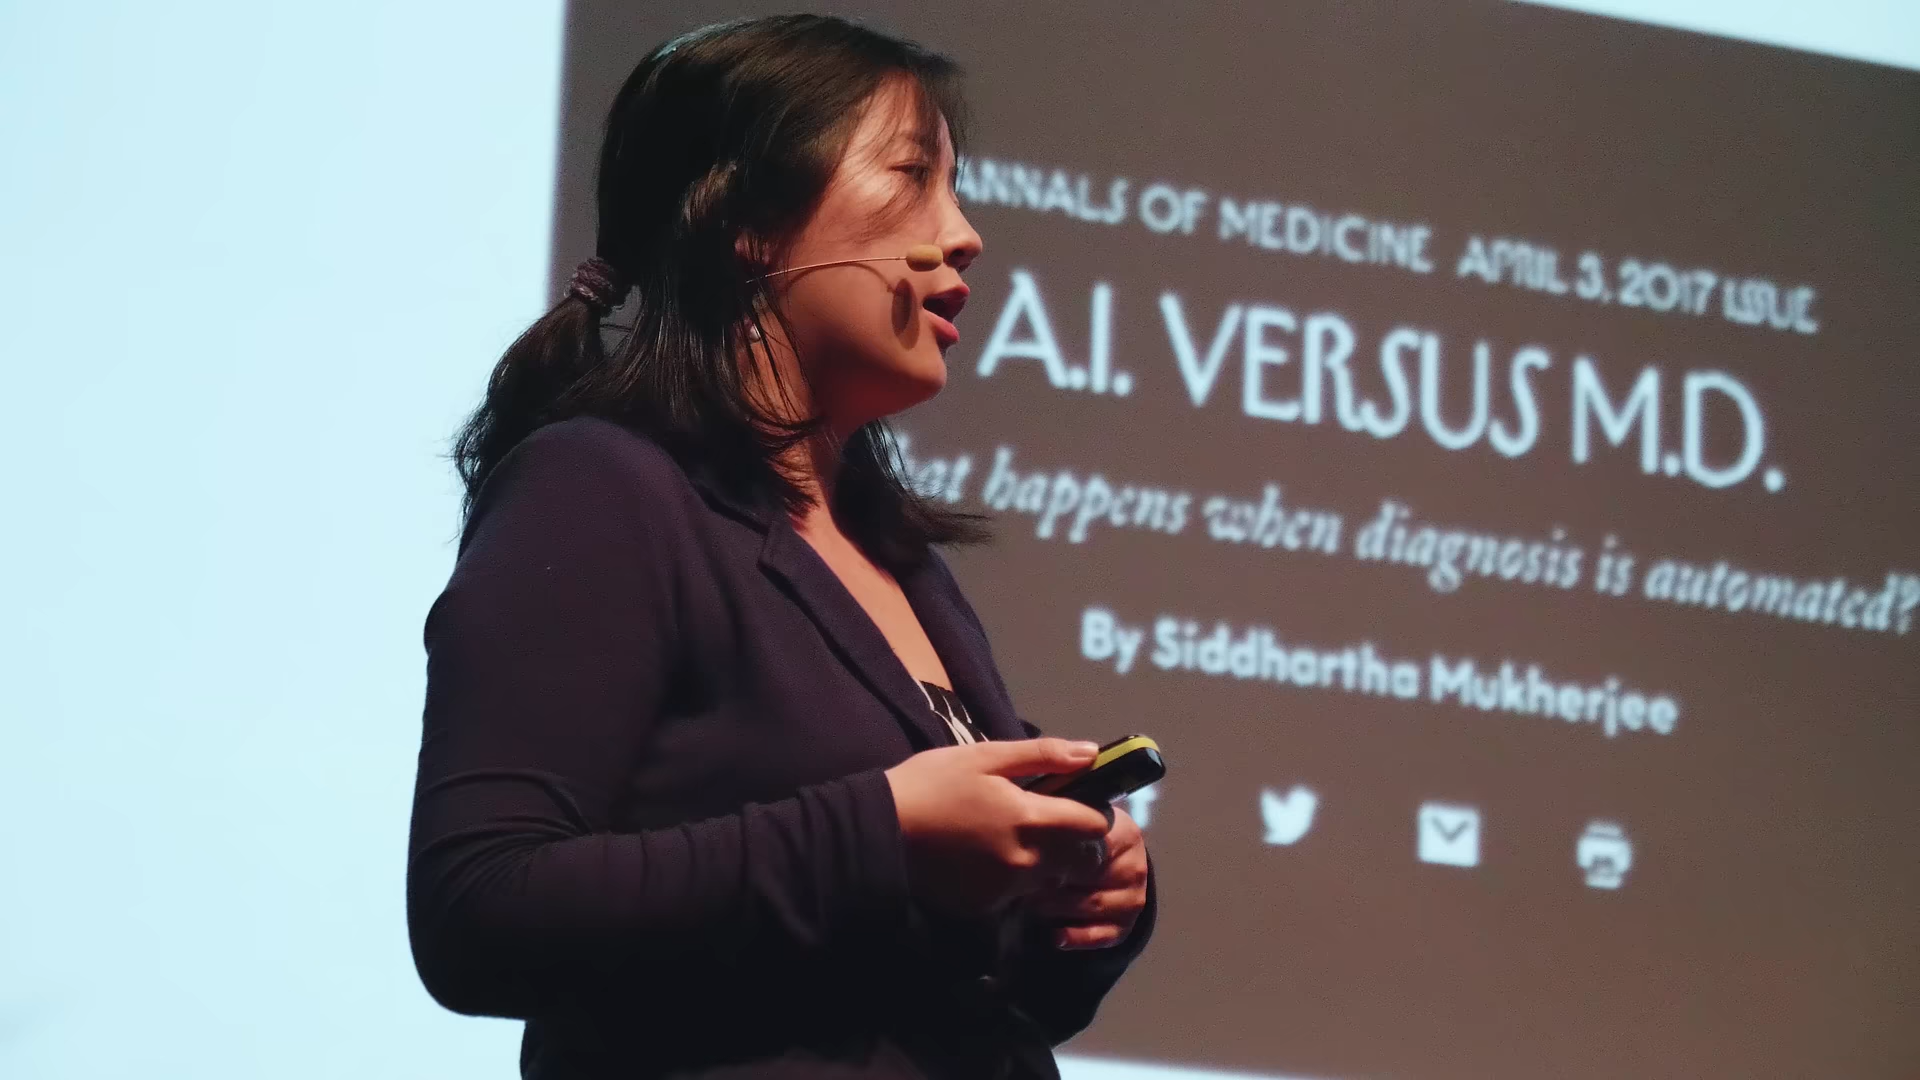 ANNALS OF MEDICINE APRIL 3, 2017 ISSUE
A.I. VERSUS M.D.
happens when diagnosis is automated?
By Siddhartha Mukherjee